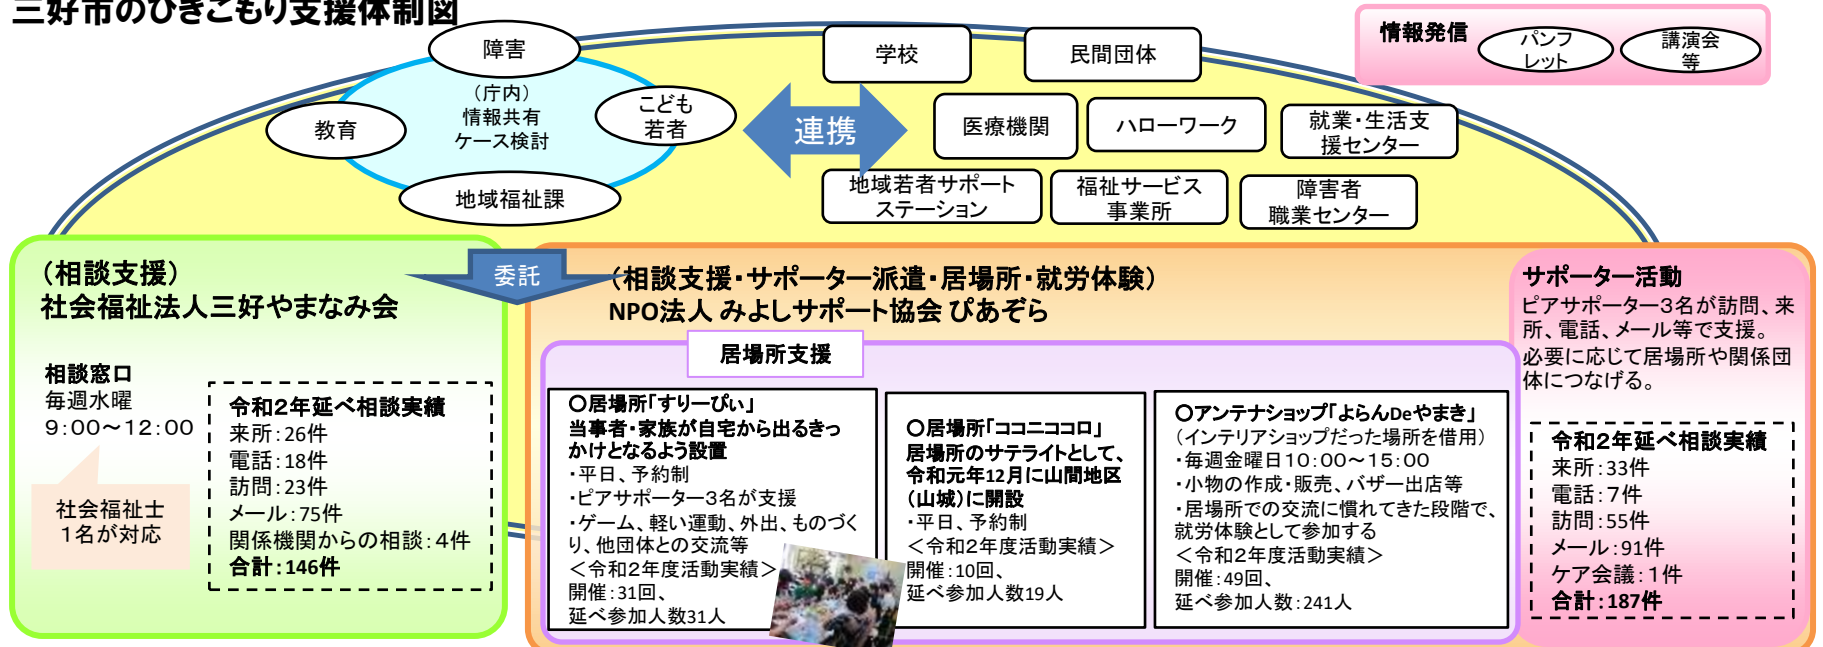 三好市のひきこもり支援体制図
障害
(庁内)
情報共有
ケース検討
教育
こども
若者
地域福祉課
連携
学校
民間団体
医療機関
ハローワーク
就業・生活支
援センター
地域若者サポート
ステーション
福祉サービス
事業所
障害者
職業センター
情報発信
パンフ
レット
講演会
等
委託
(相談支援)
社会福祉法人三好やまなみ会
相談窓口
毎週水曜
9:00～12:00
社会福祉士
1名が対応
令和2年延べ相談実績
来所:26件
電話:18件
訪問:23件
メール:75件
関係機関からの相談:4件
合計:146件
(相談支援・サポーター派遣・居場所・就労体験)
NPO法人 みよしサポート協会 ぴあぞら
居場所支援
○居場所「すりーぴぃ」
当事者・家族が自宅から出るきっ
かけとなるよう設置
・平日、予約制
・ピアサポーター3名が支援
・ゲーム、軽い運動、外出、ものづく
り、他団体との交流等
＜令和2年度活動実績＞
開催:31回、
延べ参加人数31人
○居場所「ココニココロ」
居場所のサテライトとして、
令和元年12月に山間地区
(山城)に開設
・平日、予約制
＜令和2年度活動実績＞
開催:10回、
延べ参加人数19人
○アンテナショップ「よらんDeやまき」
(インテリアショップだった場所を借用)
・毎週金曜日10:00～15:00
・小物の作成・販売、バザー出店等
・居場所での交流に慣れてきた段階で、
就労体験として参加する
＜令和2年度活動実績＞
開催:49回、
延べ参加人数:241人
サポーター活動
ピアサポーター3名が訪問、来
所、電話、メール等で支援。
必要に応じて居場所や関係団
体につなげる。
令和2年延べ相談実績
来所:33件
電話:7件
訪問:55件
メール:91件
ケア会議:1件
合計:187件